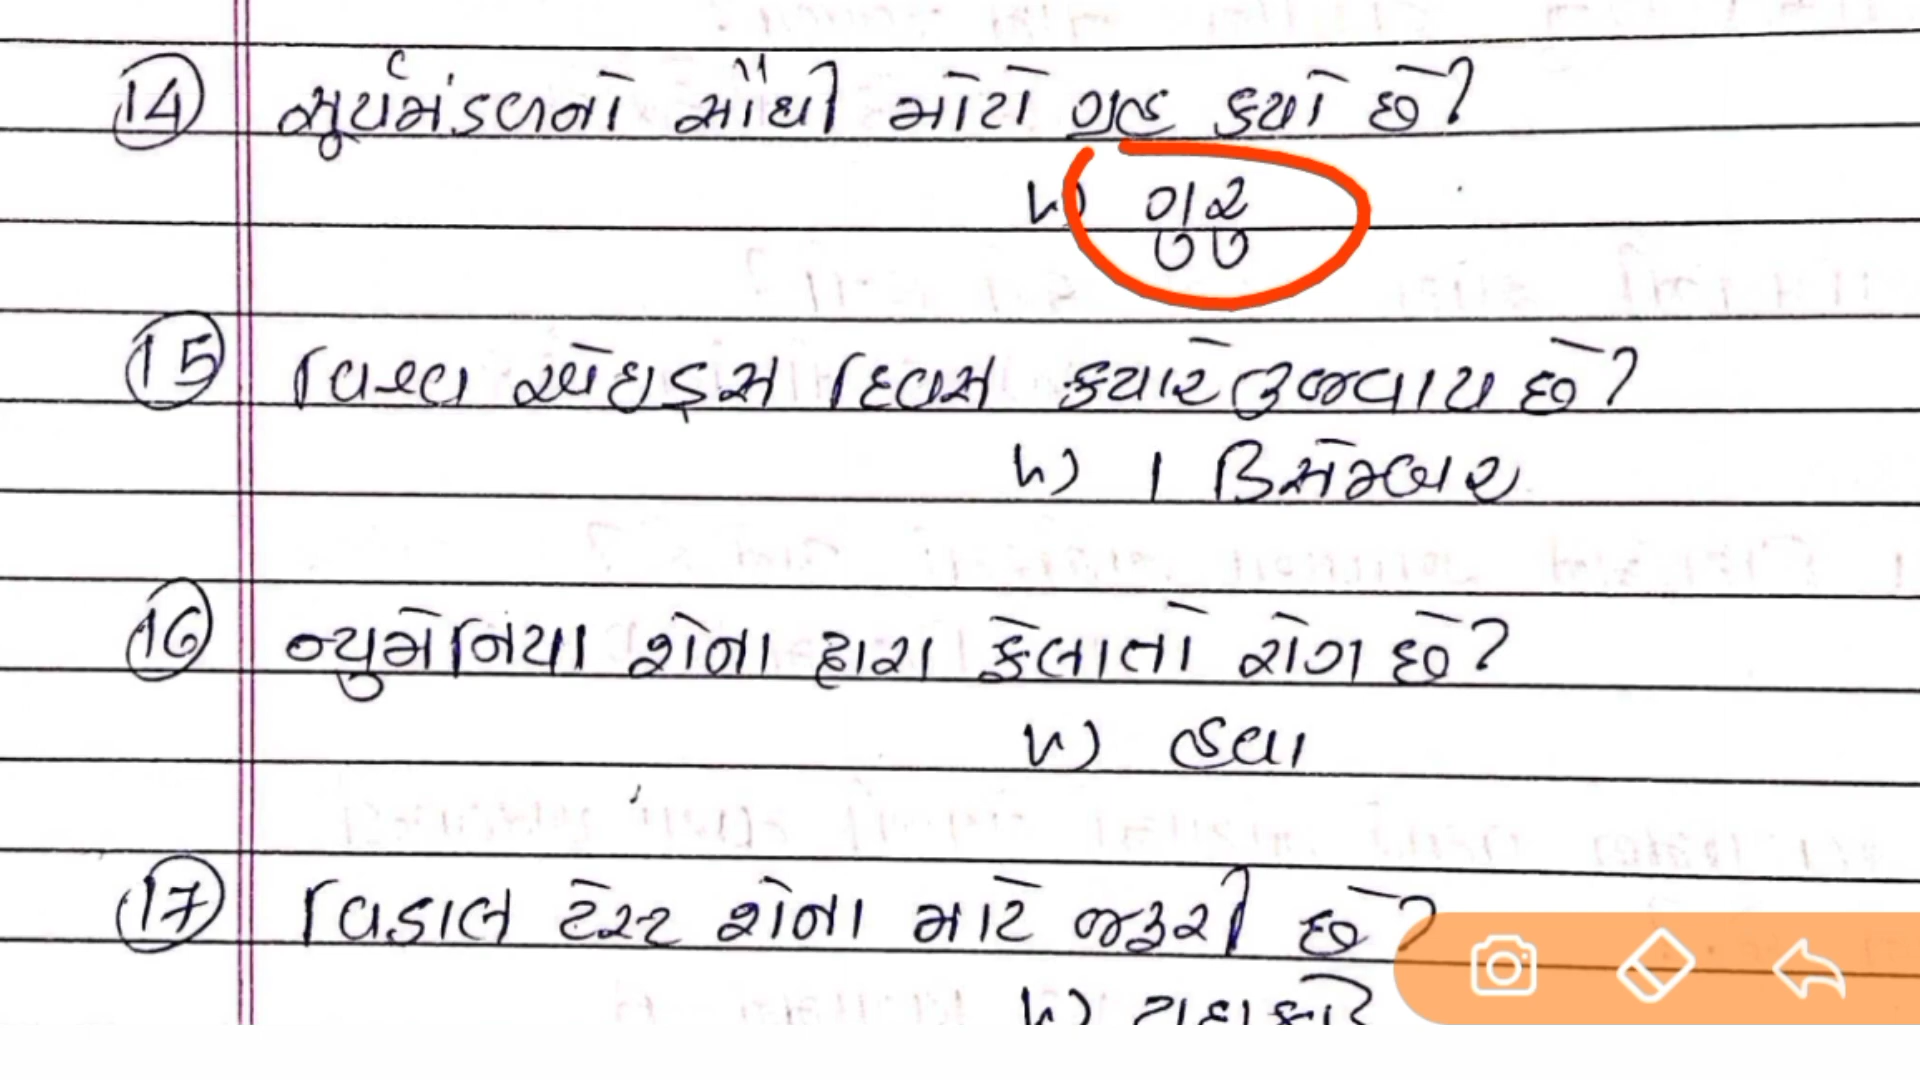 14 સુર્યમંડળનો સૌથી મોટો ગ્રહ કયો છે?
જ) ગુરુ
15 વિશ્વ એઇડ્સ દિવસ ક્યારે ઉજવાય છે?
જ) 1 ડિસેમ્બર
16 ન્યુમોનિયા શેના દ્વારા ફેલાતો રોગ છે?
જ) હવા
17 વિડાલ ટેસ્ટ શેના માટે જરૂરી છે?